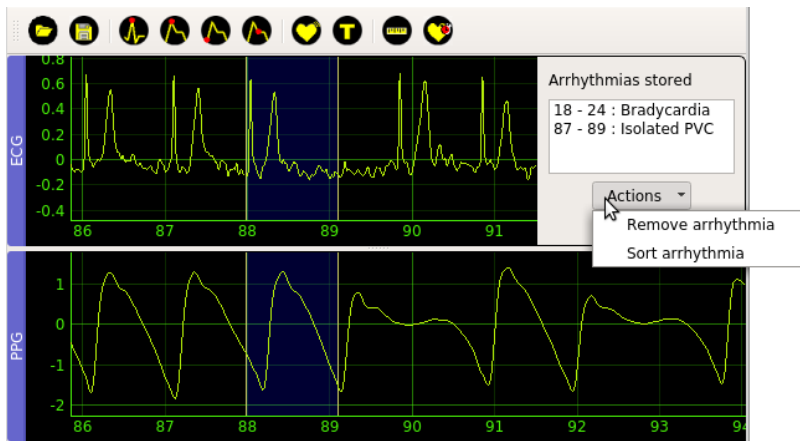 T
ECG
0.8
0.6
0.4
0.2
0
-0.2
-0.4
86 87 88 89 90 91
Arrhythmias stored
18 - 24 : Bradycardia
87 - 89 : Isolated PVC
Actions
Remove arrhythmia
Sort arrhythmia
PPG
1
0
-1
-2
86 87 88 89 90 91 92 93 94